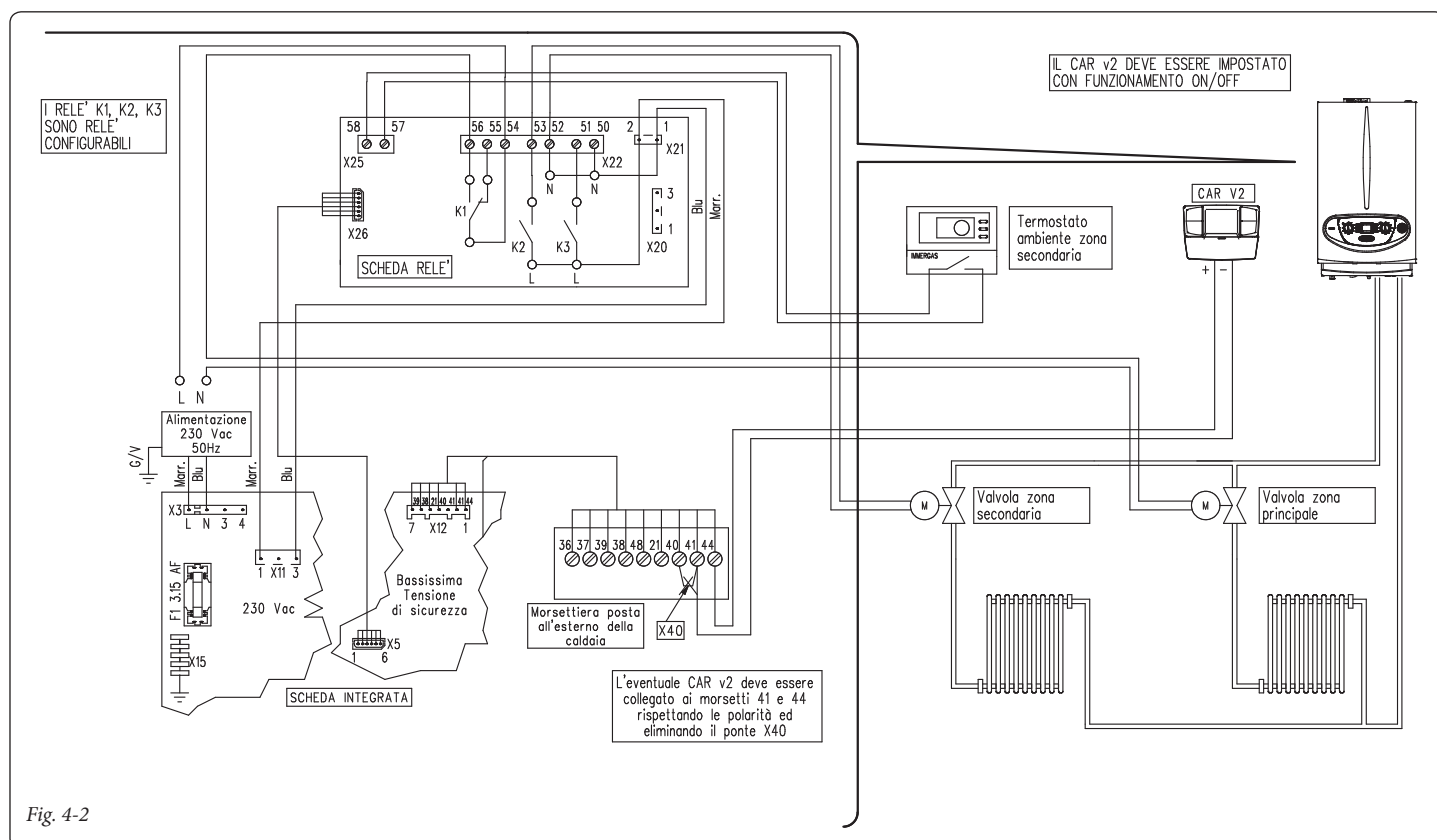 I RELE' K1, K2, K3
SONO RELE'
CONFIGURABILI
IL CAR v2 DEVE ESSERE IMPOSTATO
CON FUNZIONAMENTO ON/OFF
58 57
X25
56 55 54 53 52 51 50
X22
2 1
X21
X26
K1
K2
K3
N N
L L
3
1
X20
Blu
Marr.
SCHEDA RELE'
IMMERGAS
Termostato
ambiente zona
secondaria
CAR V2
+ -
L N
Alimentazione
230 Vac
50Hz
G/V
Marr.
Blu
Marr.
Blu
X3
L N 3 4
1 X11 3
F1 3.15 AF
230 Vac
X15
SCHEDA INTEGRATA
39 38 21 40 41 41 44
7 X12 1
Bassissima
Tensione
di sicurezza
X5
1 6
36 37 39 38 48 21 40 41 44
Morsettiera posta
all'esterno della
caldaia
X40
L'eventuale CAR v2 deve essere
collegato ai morsetti 41 e 44
rispettando le polarità ed
eliminando il ponte X40
M
Valvola zona
secondaria
M
Valvola zona
principale
Fig. 4-2